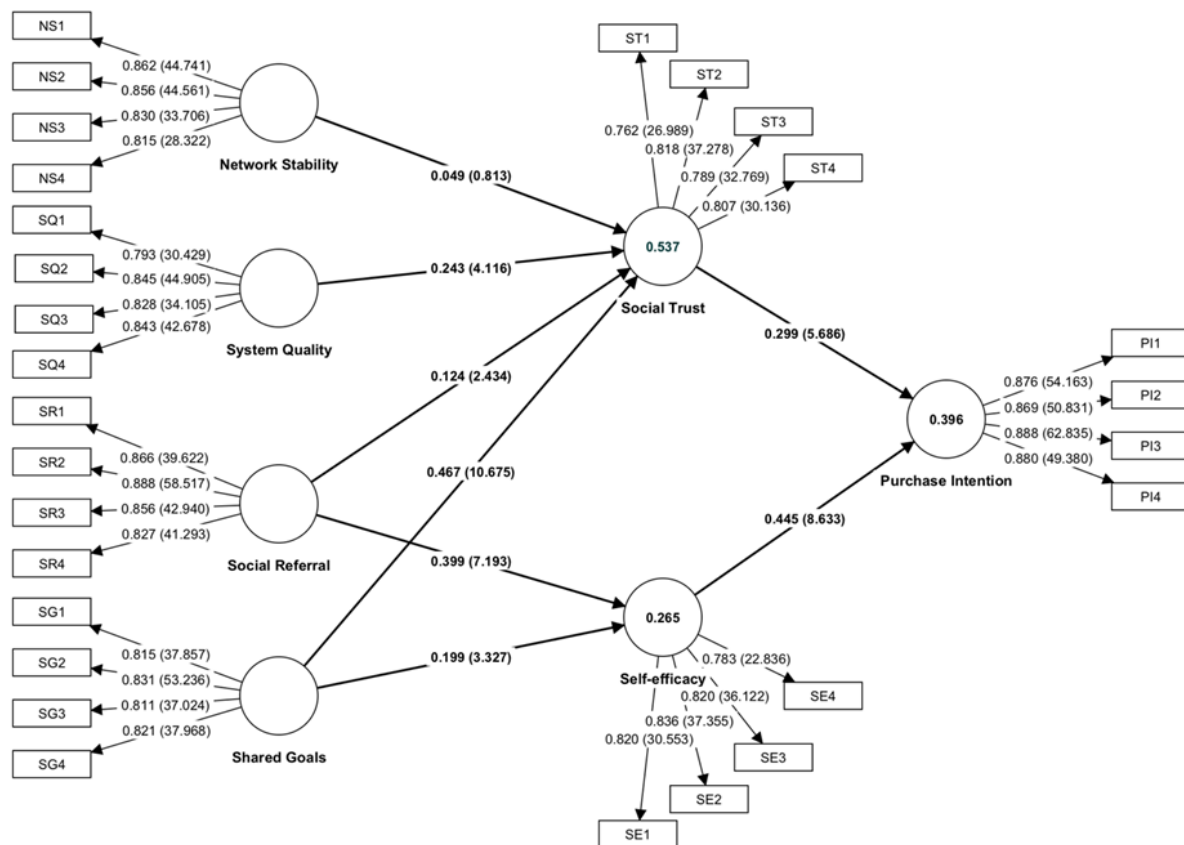 NS1
NS2
NS3
NS4
0.862 (44.741)
0.856 (44.561)
0.830 (33.706)
0.815 (28.322)
Network Stability
SQ1
SQ2
SQ3
SQ4
0.793 (30.429)
0.845 (44.905)
0.828 (34.105)
0.843 (42.678)
System Quality
SR1
SR2
SR3
SR4
0.866 (39.622)
0.888 (58.517)
0.856 (42.940)
0.827 (41.293)
Social Referral
SG1
SG2
SG3
SG4
0.815 (37.857)
0.831 (53.236)
0.811 (37.024)
0.821 (37.968)
Shared Goals
0.049 (0.813)
0.243 (4.116)
0.124 (2.434)
0.467 (10.675)
0.399 (7.193)
0.199 (3.327)
ST1
ST2
ST3
ST4
0.762 (26.989)
0.818 (37.278)
0.789 (32.769)
0.807 (30.136)
0.537
Social Trust
0.265
Self-efficacy
0.783 (22.836)
0.820 (36.122)
0.836 (37.355)
0.820 (30.553)
SE4
SE3
SE2
SE1
0.299 (5.686)
0.445 (8.633)
0.396
Purchase Intention
0.876 (54.163)
0.869 (50.831)
0.888 (62.835)
0.880 (49.380)
PI1
PI2
PI3
PI4